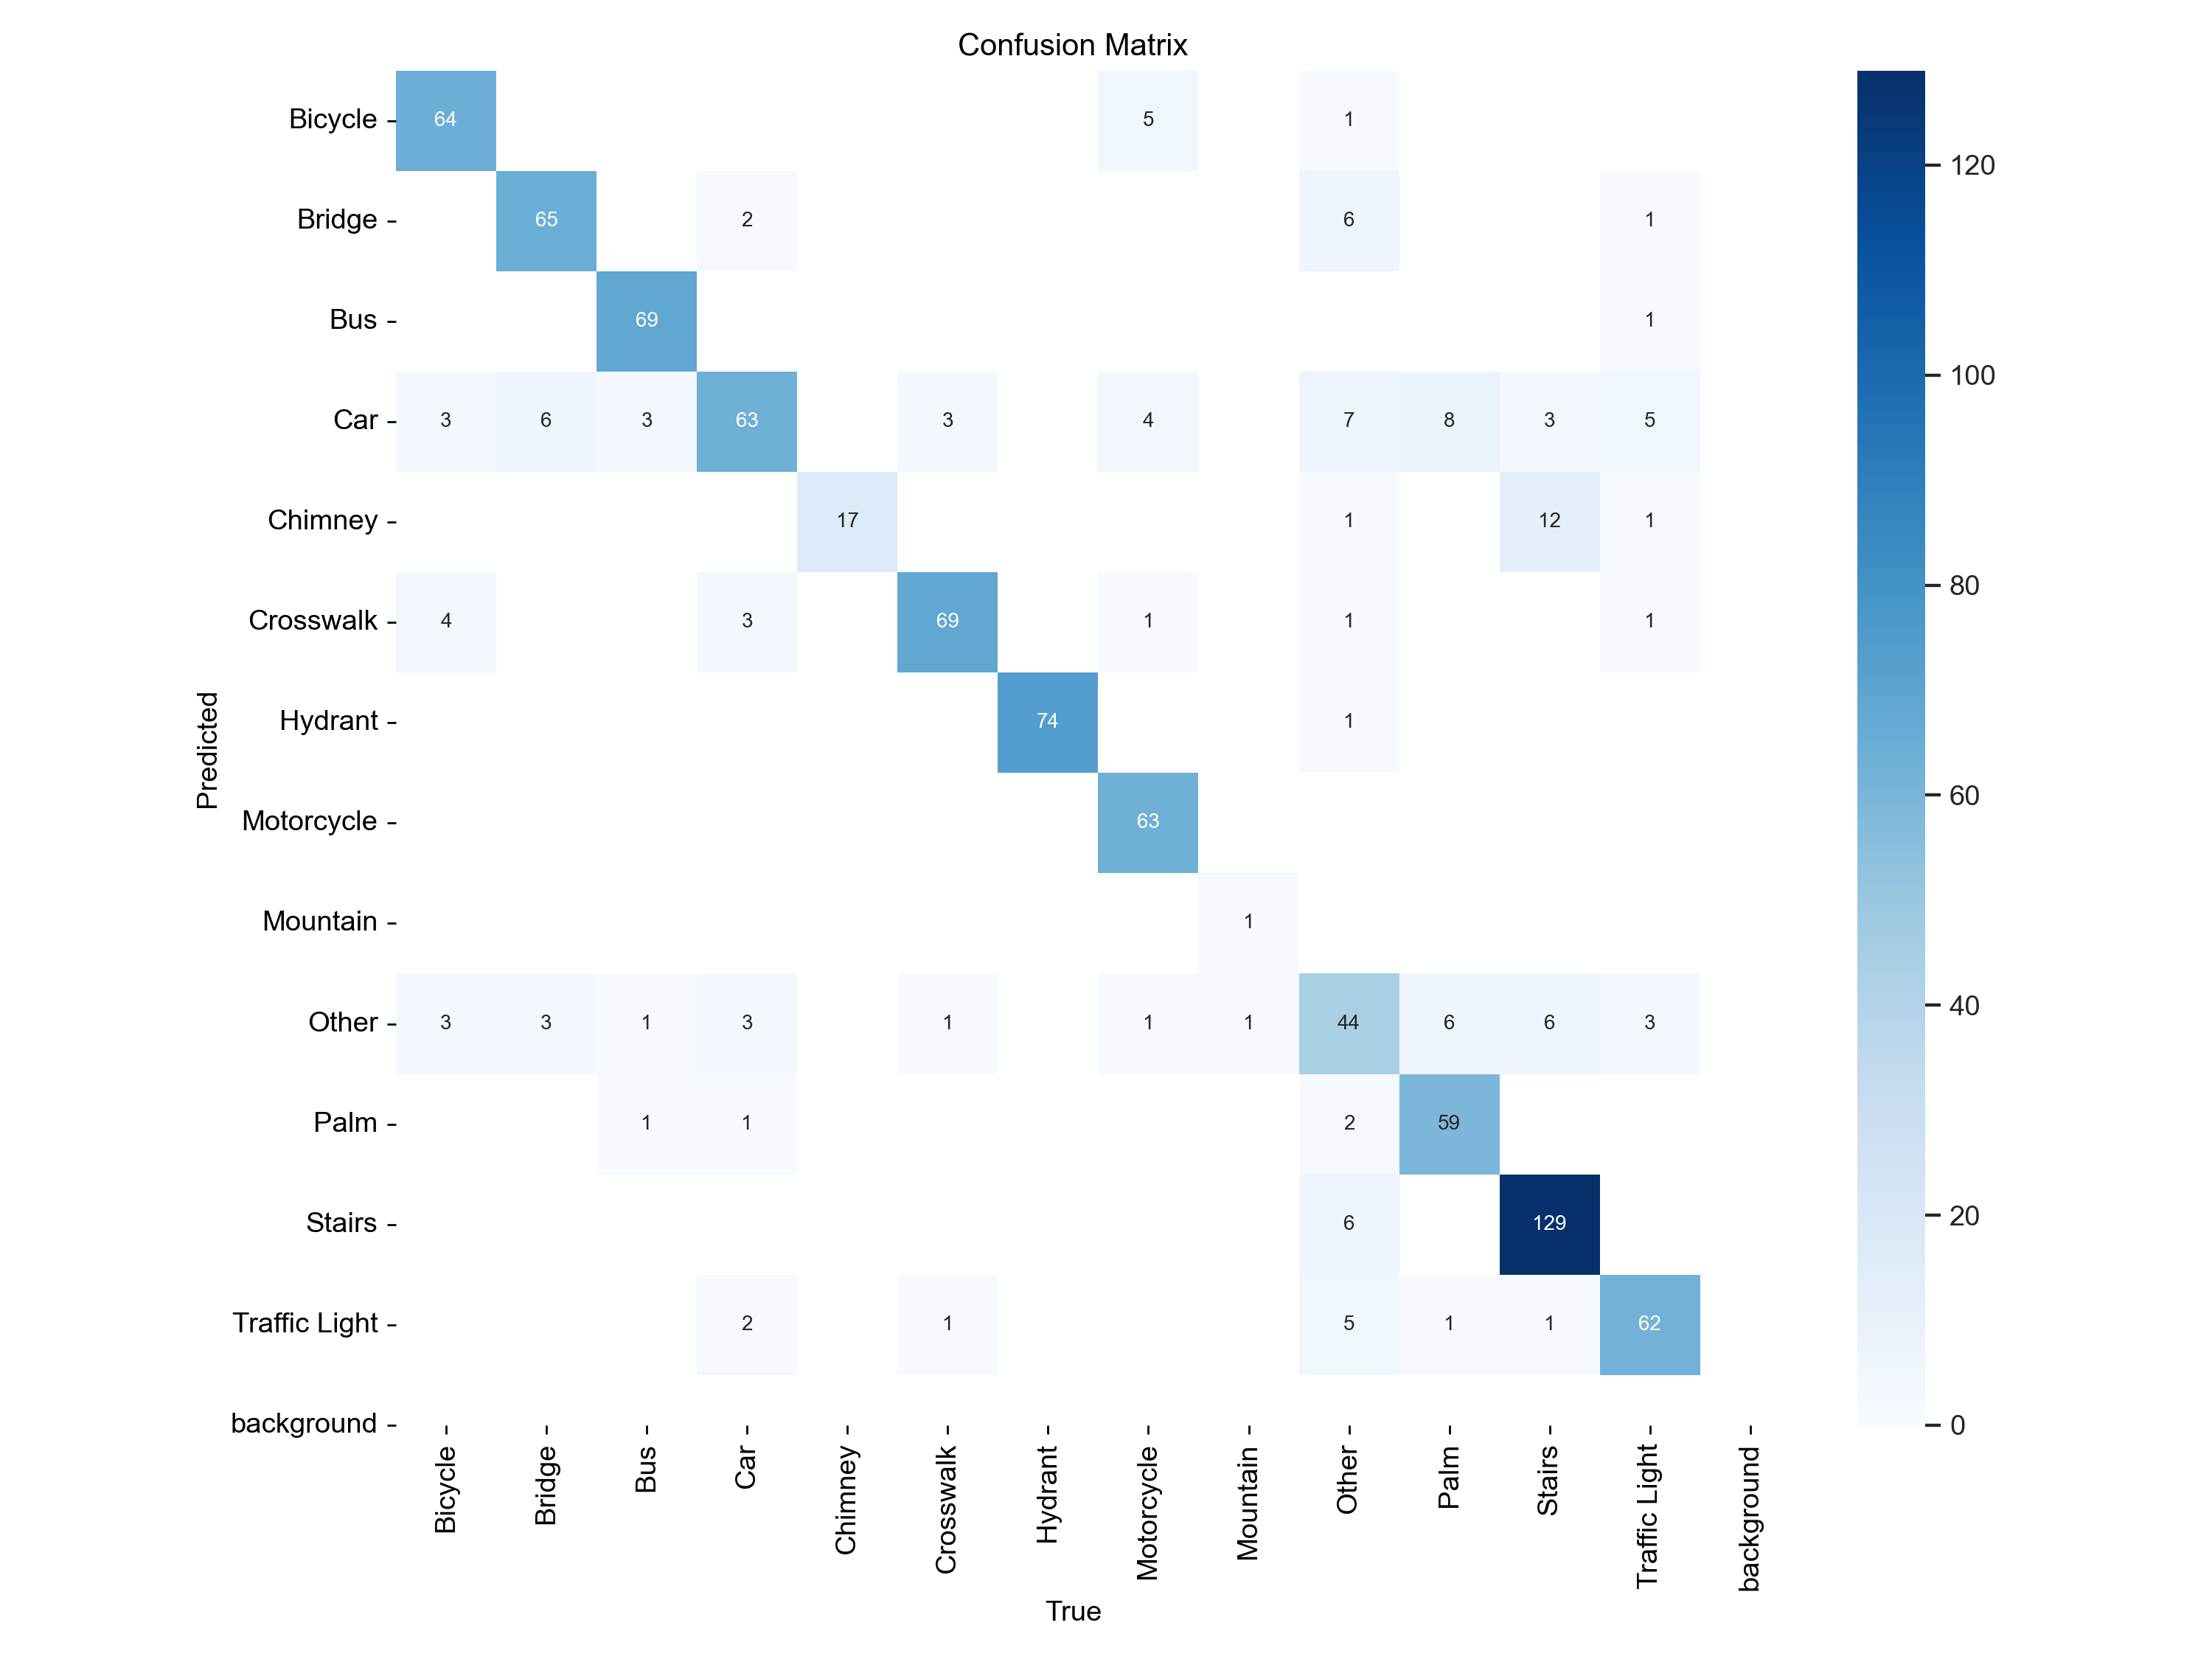 Confusion Matrix
Bicycle 64 5 1
Bridge 65 2 6 1
Bus 69 1
Car 3 6 3 63 3 4 7 8 3 5
Chimney 17 1 12 1
Crosswalk 4 3 69 1 1 1
Hydrant 74 1
Motorcycle 63
Mountain 1
Other 3 3 1 3 1 1 1 44 6 6 3
Palm 1 1 2 59
Stairs 6 129
Traffic Light 2 1 5 1 1 62
background
Predicted
Bicycle Bridge Bus Car Chimney Crosswalk Hydrant Motorcycle Mountain Other Palm Stairs Traffic Light background
True
120
100
80
60
40
20
0